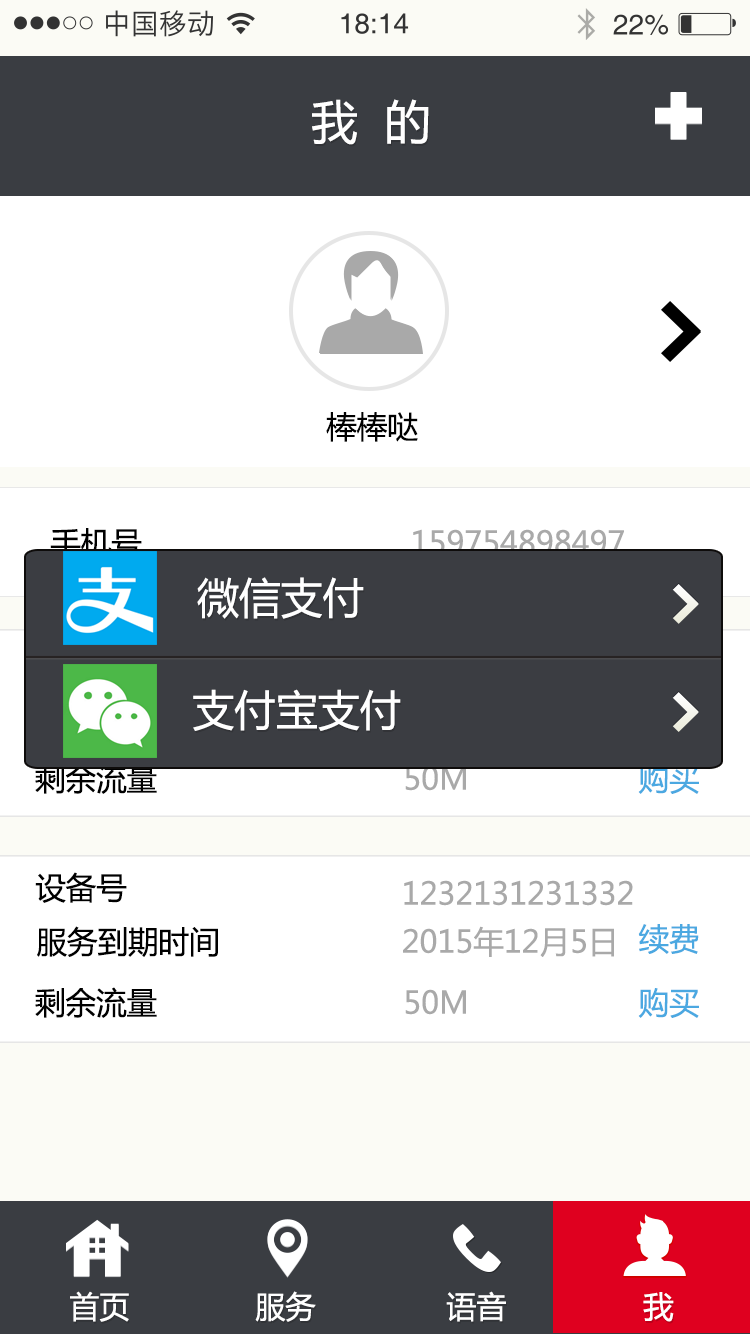 中国移动 18:14 22%
我 的
棒棒哒
手机号 159754898497
支 微信支付
支付宝支付
剩余流量 50M 购买
设备号 1232131231332
服务到期时间 2015年12月5日 续费
剩余流量 50M 购买
首页 服务 语音 我